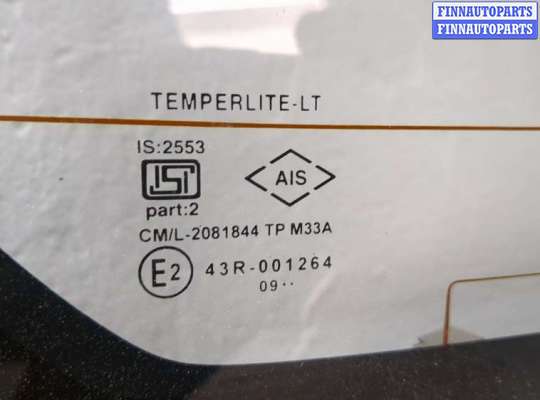 FINNAUTOPARTS
FINNAUTOPARTS
TEMPERLITE-LT
IS:2553
ISI
AIS
part:2
CM/L-2081844 TP M33A
E2 43R-001264
09··